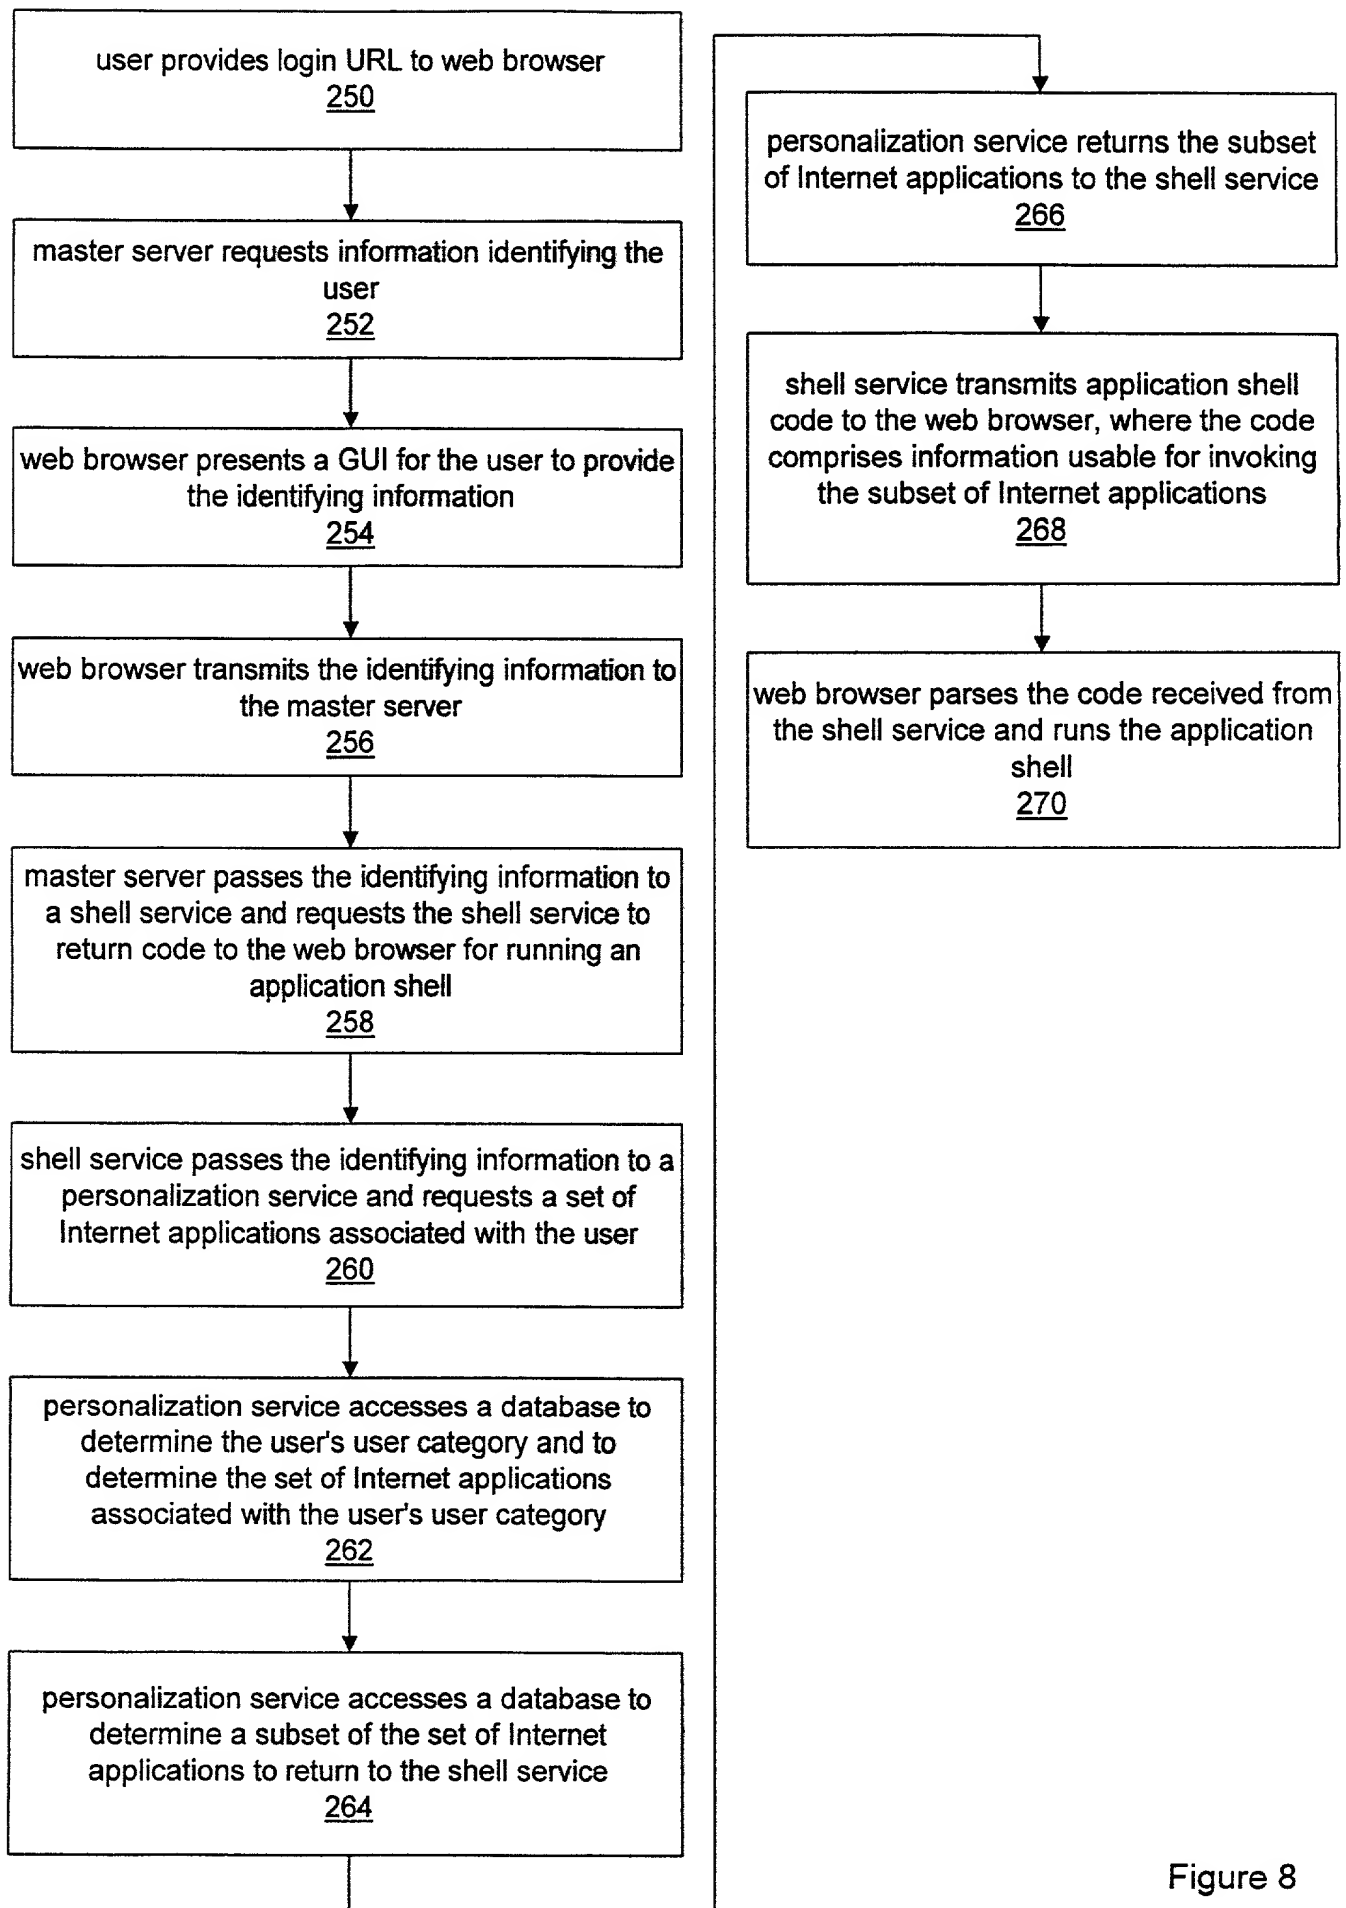 user provides login URL to web browser
250
master server requests information identifying the
user
252
web browser presents a GUI for the user to provide
the identifying information
254
web browser transmits the identifying information to
the master server
256
master server passes the identifying information to
a shell service and requests the shell service to
return code to the web browser for running an
application shell
258
shell service passes the identifying information to a
personalization service and requests a set of
Internet applications associated with the user
260
personalization service accesses a database to
determine the user's user category and to
determine the set of Internet applications
associated with the user's user category
262
personalization service accesses a database to
determine a subset of the set of Internet
applications to return to the shell service
264
personalization service returns the subset
of Internet applications to the shell service
266
shell service transmits application shell
code to the web browser, where the code
comprises information usable for invoking
the subset of Internet applications
268
web browser parses the code received from
the shell service and runs the application
shell
270
Figure 8